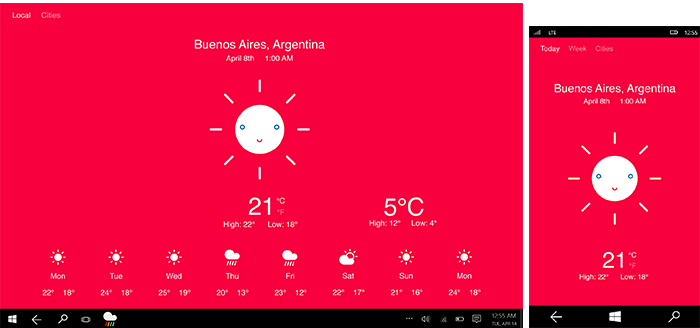 Local Cities
Buenos Aires, Argentina
April 8th 1:00 AM
21 °C
°F
High: 22° Low: 18°
5°C
High: 12° Low: 4°
Mon Tue Wed Thu Fri Sat Sun Mon
22° 18° 24° 18° 25° 19° 20° 13° 23° 12° 22° 17° 21° 16° 24° 18°
12:55 AM
TUE, APR 14
LTE 12:55
Today Week Cities
Buenos Aires, Argentina
April 8th 1:00 AM
21 °C
°F
High: 22° Low: 18°